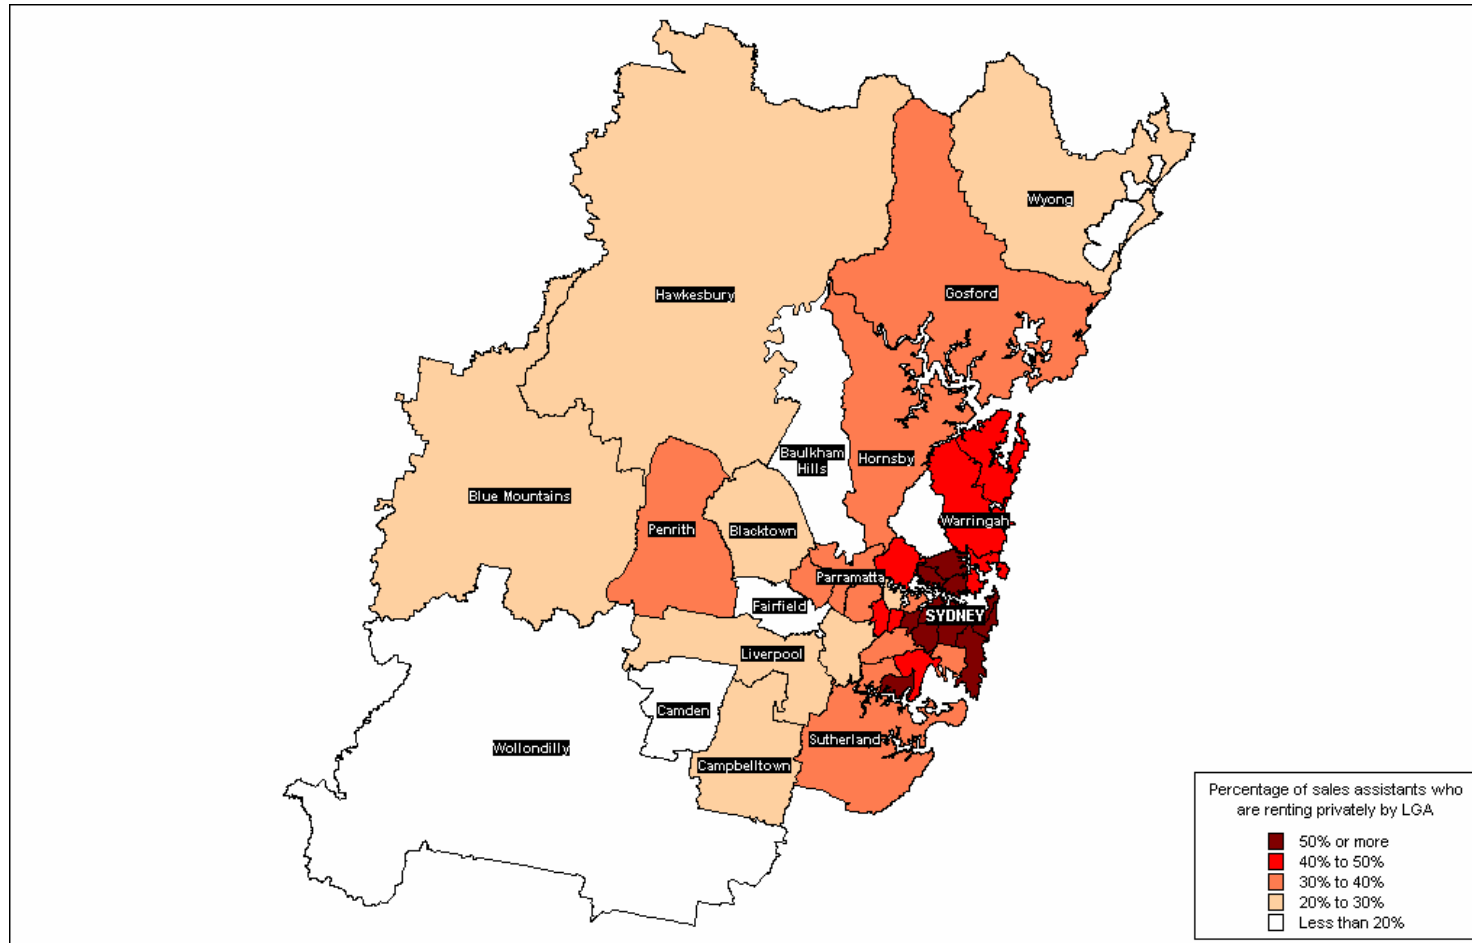 Wyong
Hawkesbury
Gosford
Baulkham
Hills
Hornsby
Blue Mountains
Penrith
Blacktown
Warringah
Parramatta
Fairfield
SYDNEY
Liverpool
Camden
Wollondilly
Sutherland
Campbelltown
Percentage of sales assistants who
are renting privately by LGA
50% or more
40% to 50%
30% to 40%
20% to 30%
Less than 20%